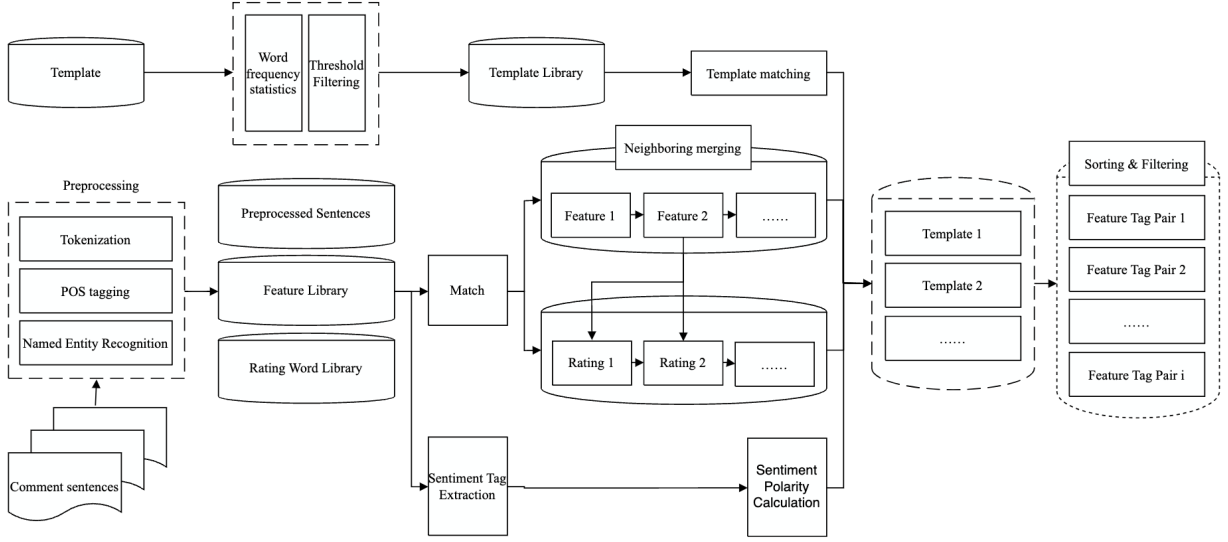 Template
Word
frequency
statistics
Threshold
Filtering
Template Library
Template matching
Neighboring merging
Feature 1
Feature 2
……
Preprocessing
Tokenization
POS tagging
Named Entity Recognition
Comment sentences
Preprocessed Sentences
Feature Library
Rating Word Library
Match
Rating 1
Rating 2
……
Sentiment Tag
Extraction
Sentiment
Polarity
Calculation
Template 1
Template 2
……
Sorting & Filtering
Feature Tag Pair 1
Feature Tag Pair 2
……
Feature Tag Pair i